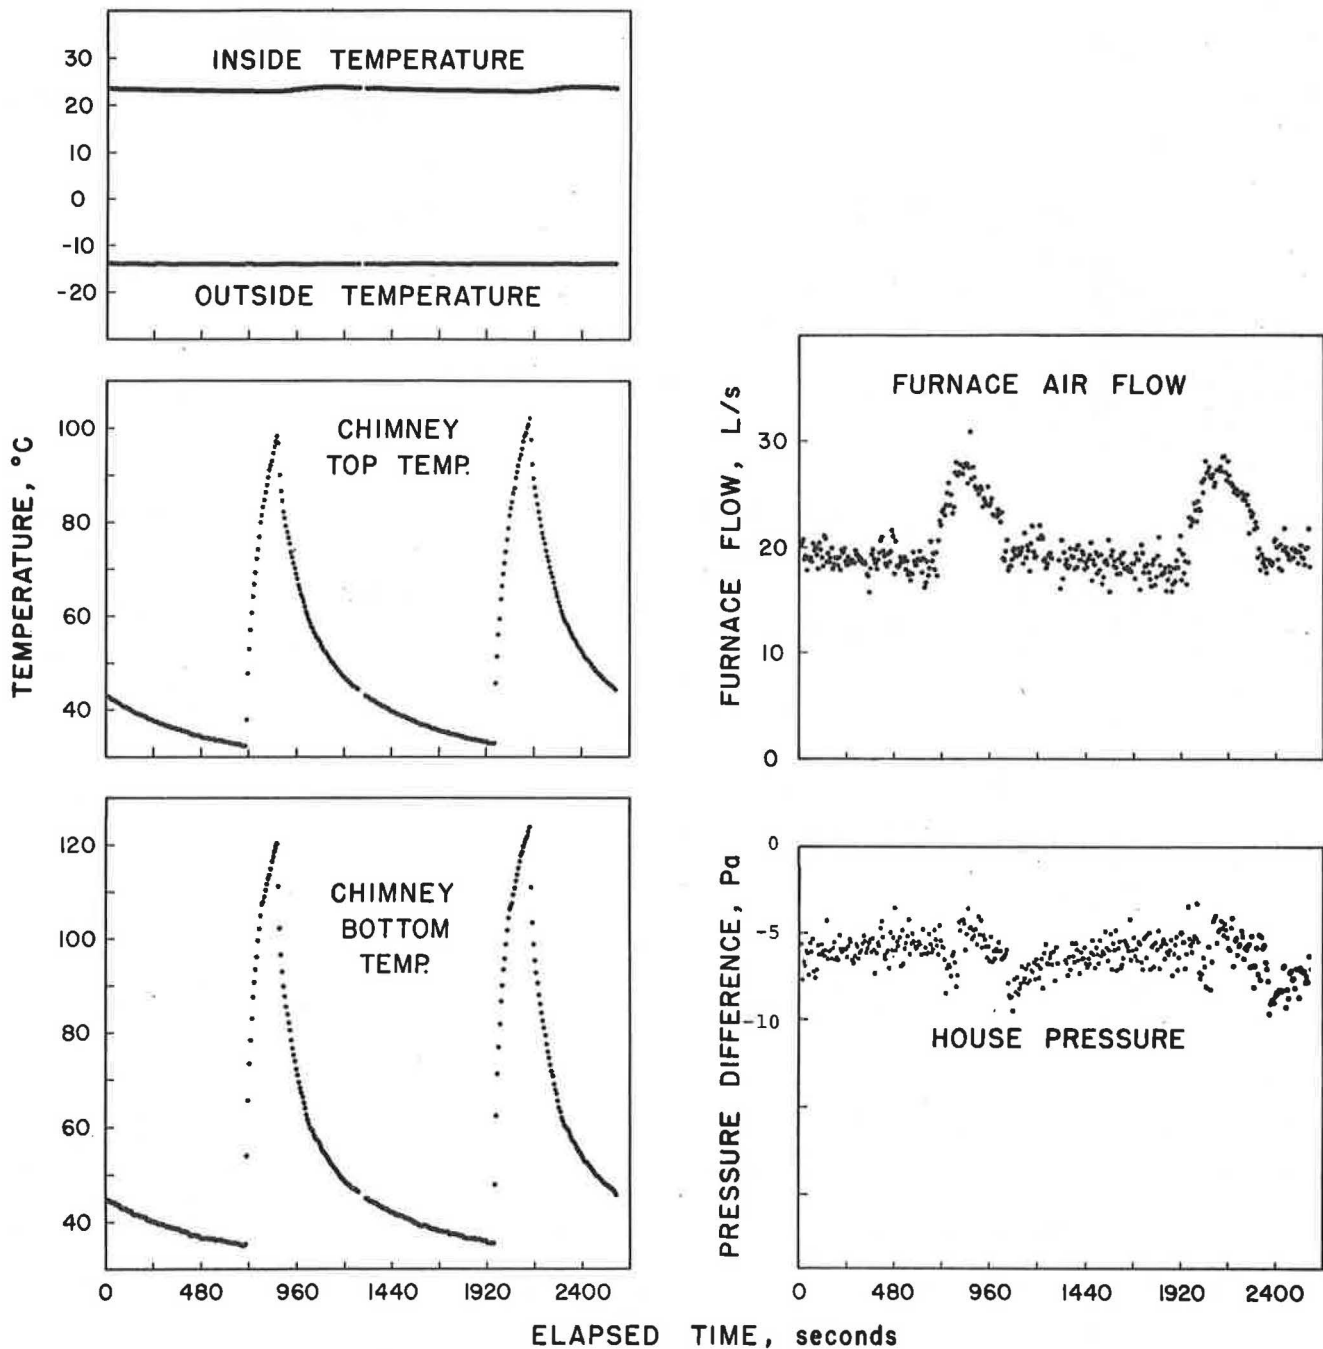 30
20
10
0
-10
-20
INSIDE TEMPERATURE
OUTSIDE TEMPERATURE
TEMPERATURE, °C
100
80
60
40
CHIMNEY
TOP TEMP.
120
100
80
60
40
CHIMNEY
BOTTOM
TEMP.
0 480 960 1440 1920 2400
FURNACE FLOW, L/s
30
20
10
0
FURNACE AIR FLOW
PRESSURE DIFFERENCE, Pa
0
-5
-10
HOUSE PRESSURE
0 480 960 1440 1920 2400
ELAPSED TIME, seconds